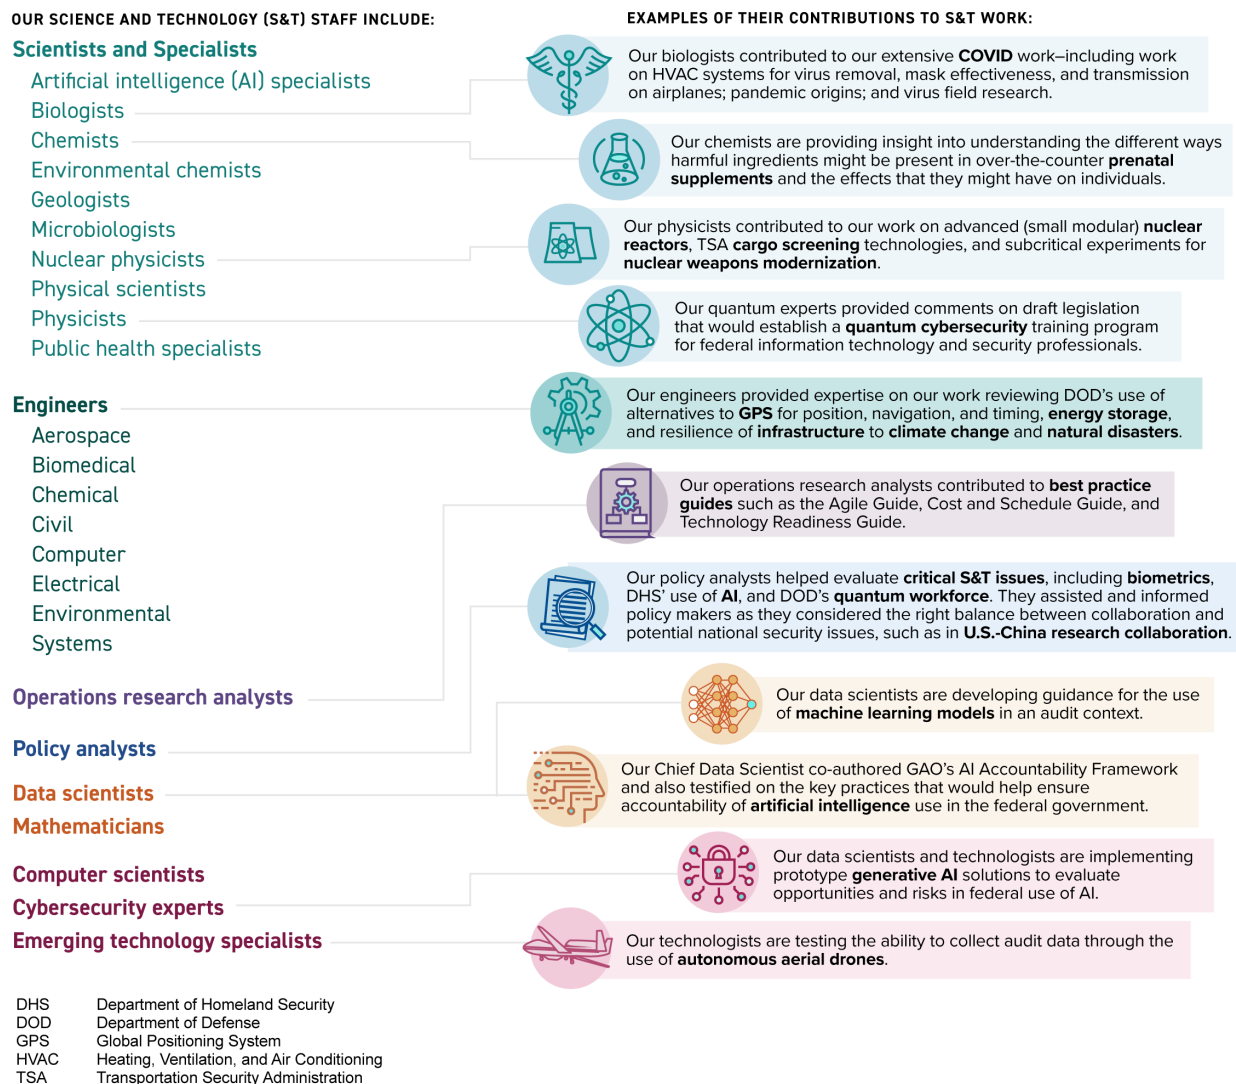 OUR SCIENCE AND TECHNOLOGY (S&T) STAFF INCLUDE:
Scientists and Specialists
Artificial intelligence (AI) specialists
Biologists
Chemists
Environmental chemists
Geologists
Microbiologists
Nuclear physicists
Physical scientists
Physicists
Public health specialists
Engineers
Aerospace
Biomedical
Chemical
Civil
Computer
Electrical
Environmental
Systems
Operations research analysts
Policy analysts
Data scientists
Mathematicians
Computer scientists
Cybersecurity experts
Emerging technology specialists
EXAMPLES OF THEIR CONTRIBUTIONS TO S&T WORK:
Our biologists contributed to our extensive COVID work–including work
on HVAC systems for virus removal, mask effectiveness, and transmission
on airplanes; pandemic origins; and virus field research.
Our chemists are providing insight into understanding the different ways
harmful ingredients might be present in over-the-counter prenatal
supplements and the effects that they might have on individuals.
Our physicists contributed to our work on advanced (small modular) nuclear
reactors, TSA cargo screening technologies, and subcritical experiments for
nuclear weapons modernization.
Our quantum experts provided comments on draft legislation
that would establish a quantum cybersecurity training program
for federal information technology and security professionals.
Our engineers provided expertise on our work reviewing DOD’s use of
alternatives to GPS for position, navigation, and timing, energy storage,
and resilience of infrastructure to climate change and natural disasters.
Our operations research analysts contributed to best practice
guides such as the Agile Guide, Cost and Schedule Guide, and
Technology Readiness Guide.
Our policy analysts helped evaluate critical S&T issues, including biometrics,
DHS’ use of AI, and DOD’s quantum workforce. They assisted and informed
policy makers as they considered the right balance between collaboration and
potential national security issues, such as in U.S.-China research collaboration.
Our data scientists are developing guidance for the use
of machine learning models in an audit context.
Our Chief Data Scientist co-authored GAO’s AI Accountability Framework
and also testified on the key practices that would help ensure
accountability of artificial intelligence use in the federal government.
Our data scientists and technologists are implementing
prototype generative AI solutions to evaluate
opportunities and risks in federal use of AI.
Our technologists are testing the ability to collect audit data through the
use of autonomous aerial drones.
DHS Department of Homeland Security
DOD Department of Defense
GPS Global Positioning System
HVAC Heating, Ventilation, and Air Conditioning
TSA Transportation Security Administration